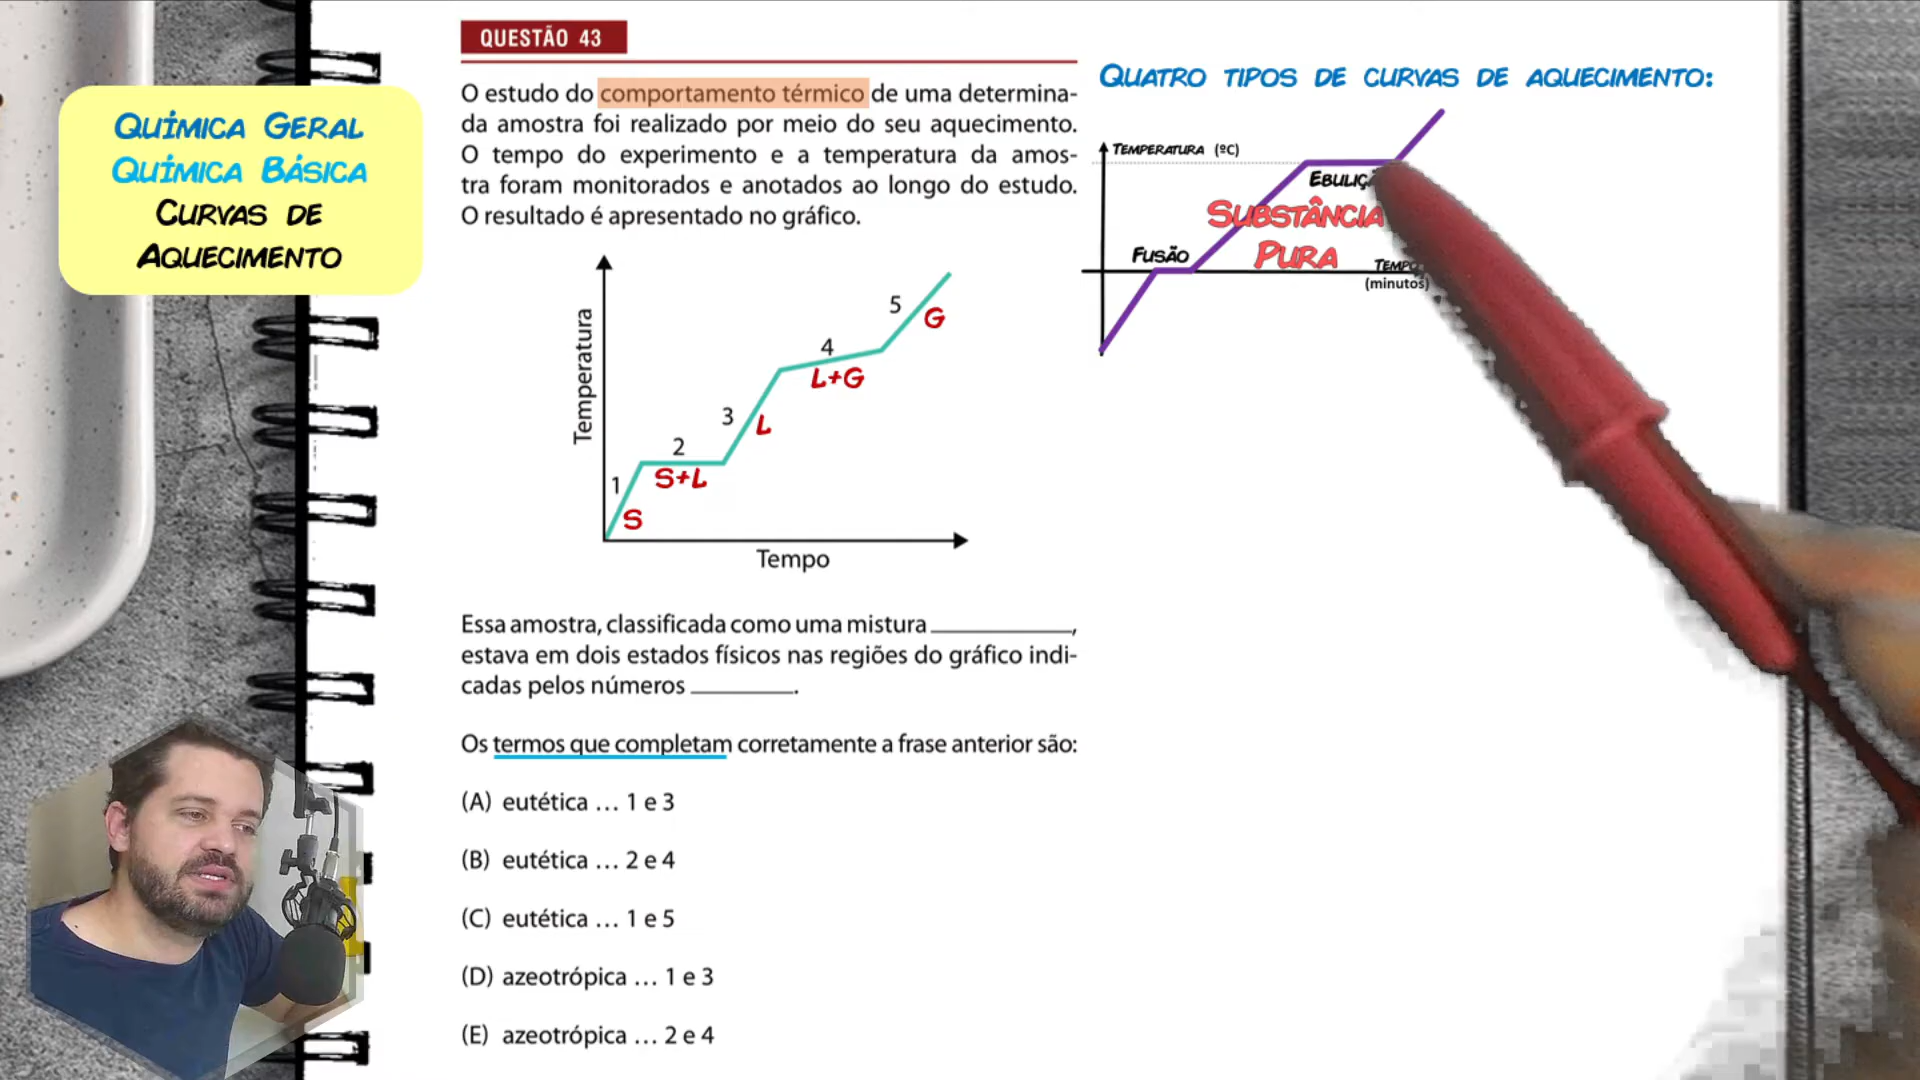 QUÍMICA GERAL
QUÍMICA BÁSICA
CURVAS DE
AQUECIMENTO
QUESTÃO 43
O estudo do comportamento térmico de uma determina-
da amostra foi realizado por meio do seu aquecimento.
O tempo do experimento e a temperatura da amos-
tra foram monitorados e anotados ao longo do estudo.
O resultado é apresentado no gráfico.
Temperatura
5
G
4
L+G
3
L
2
S+L
1
S
Tempo
Essa amostra, classificada como uma mistura ____________,
estava em dois estados físicos nas regiões do gráfico indi-
cadas pelos números _________.
Os termos que completam corretamente a frase anterior são:
(A) eutética … 1 e 3
(B) eutética … 2 e 4
(C) eutética … 1 e 5
(D) azeotrópica … 1 e 3
(E) azeotrópica … 2 e 4
QUATRO TIPOS DE CURVAS DE AQUECIMENTO:
TEMPERATURA (ºC)
SUBSTÂNCIA
PURA
FUSÃO
TEMPO
(minutos)